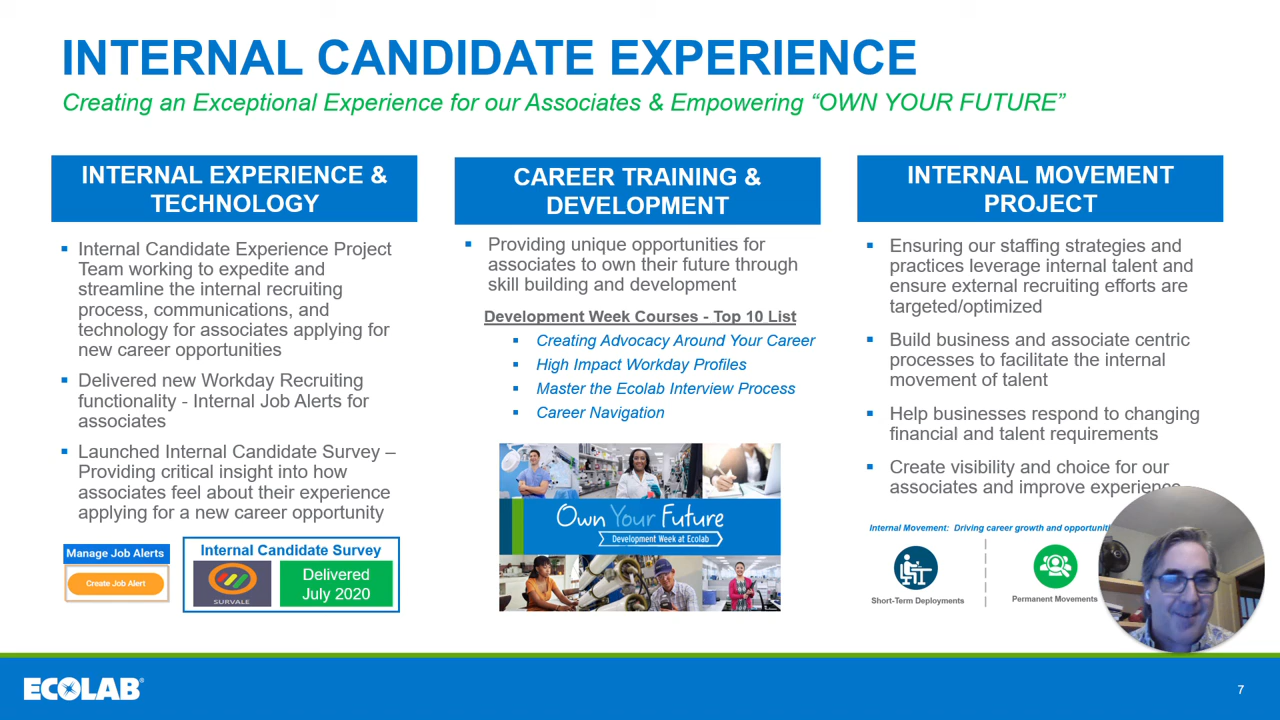 INTERNAL CANDIDATE EXPERIENCE
Creating an Exceptional Experience for our Associates & Empowering “OWN YOUR FUTURE”
INTERNAL EXPERIENCE &
TECHNOLOGY
▪ Internal Candidate Experience Project
Team working to expedite and
streamline the internal recruiting
process, communications, and
technology for associates applying for
new career opportunities
▪ Delivered new Workday Recruiting
functionality - Internal Job Alerts for
associates
▪ Launched Internal Candidate Survey –
Providing critical insight into how
associates feel about their experience
applying for a new career opportunity
Manage Job Alerts
Create Job Alert
Internal Candidate Survey
SURVALE
Delivered
July 2020
CAREER TRAINING &
DEVELOPMENT
▪ Providing unique opportunities for
associates to own their future through
skill building and development
Development Week Courses - Top 10 List
▪ Creating Advocacy Around Your Career
▪ High Impact Workday Profiles
▪ Master the Ecolab Interview Process
▪ Career Navigation
Own Your Future
Development Week at Ecolab
INTERNAL MOVEMENT
PROJECT
▪ Ensuring our staffing strategies and
practices leverage internal talent and
ensure external recruiting efforts are
targeted/optimized
▪ Build business and associate centric
processes to facilitate the internal
movement of talent
▪ Help businesses respond to changing
financial and talent requirements
▪ Create visibility and choice for our
associates and improve experience
Internal Movement: Driving career growth and
Short-Term Deployments
Permanent Movements
ECOLAB®
7